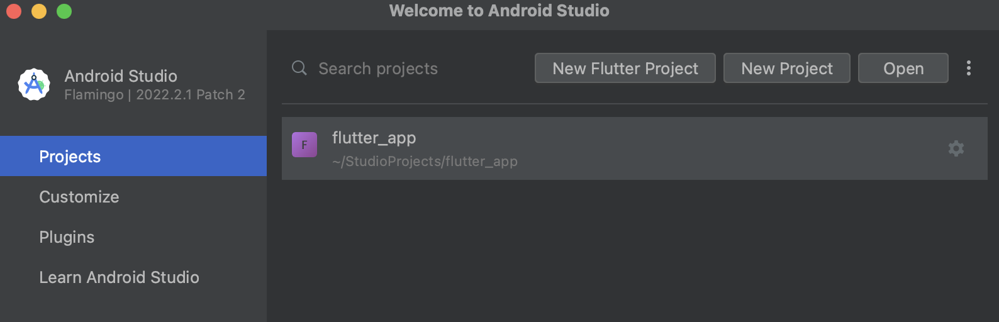 Welcome to Android Studio
Android Studio
Flamingo | 2022.2.1 Patch 2
Projects
Customize
Plugins
Learn Android Studio
Search projects
New Flutter Project
New Project
Open
F
flutter_app
~/StudioProjects/flutter_app